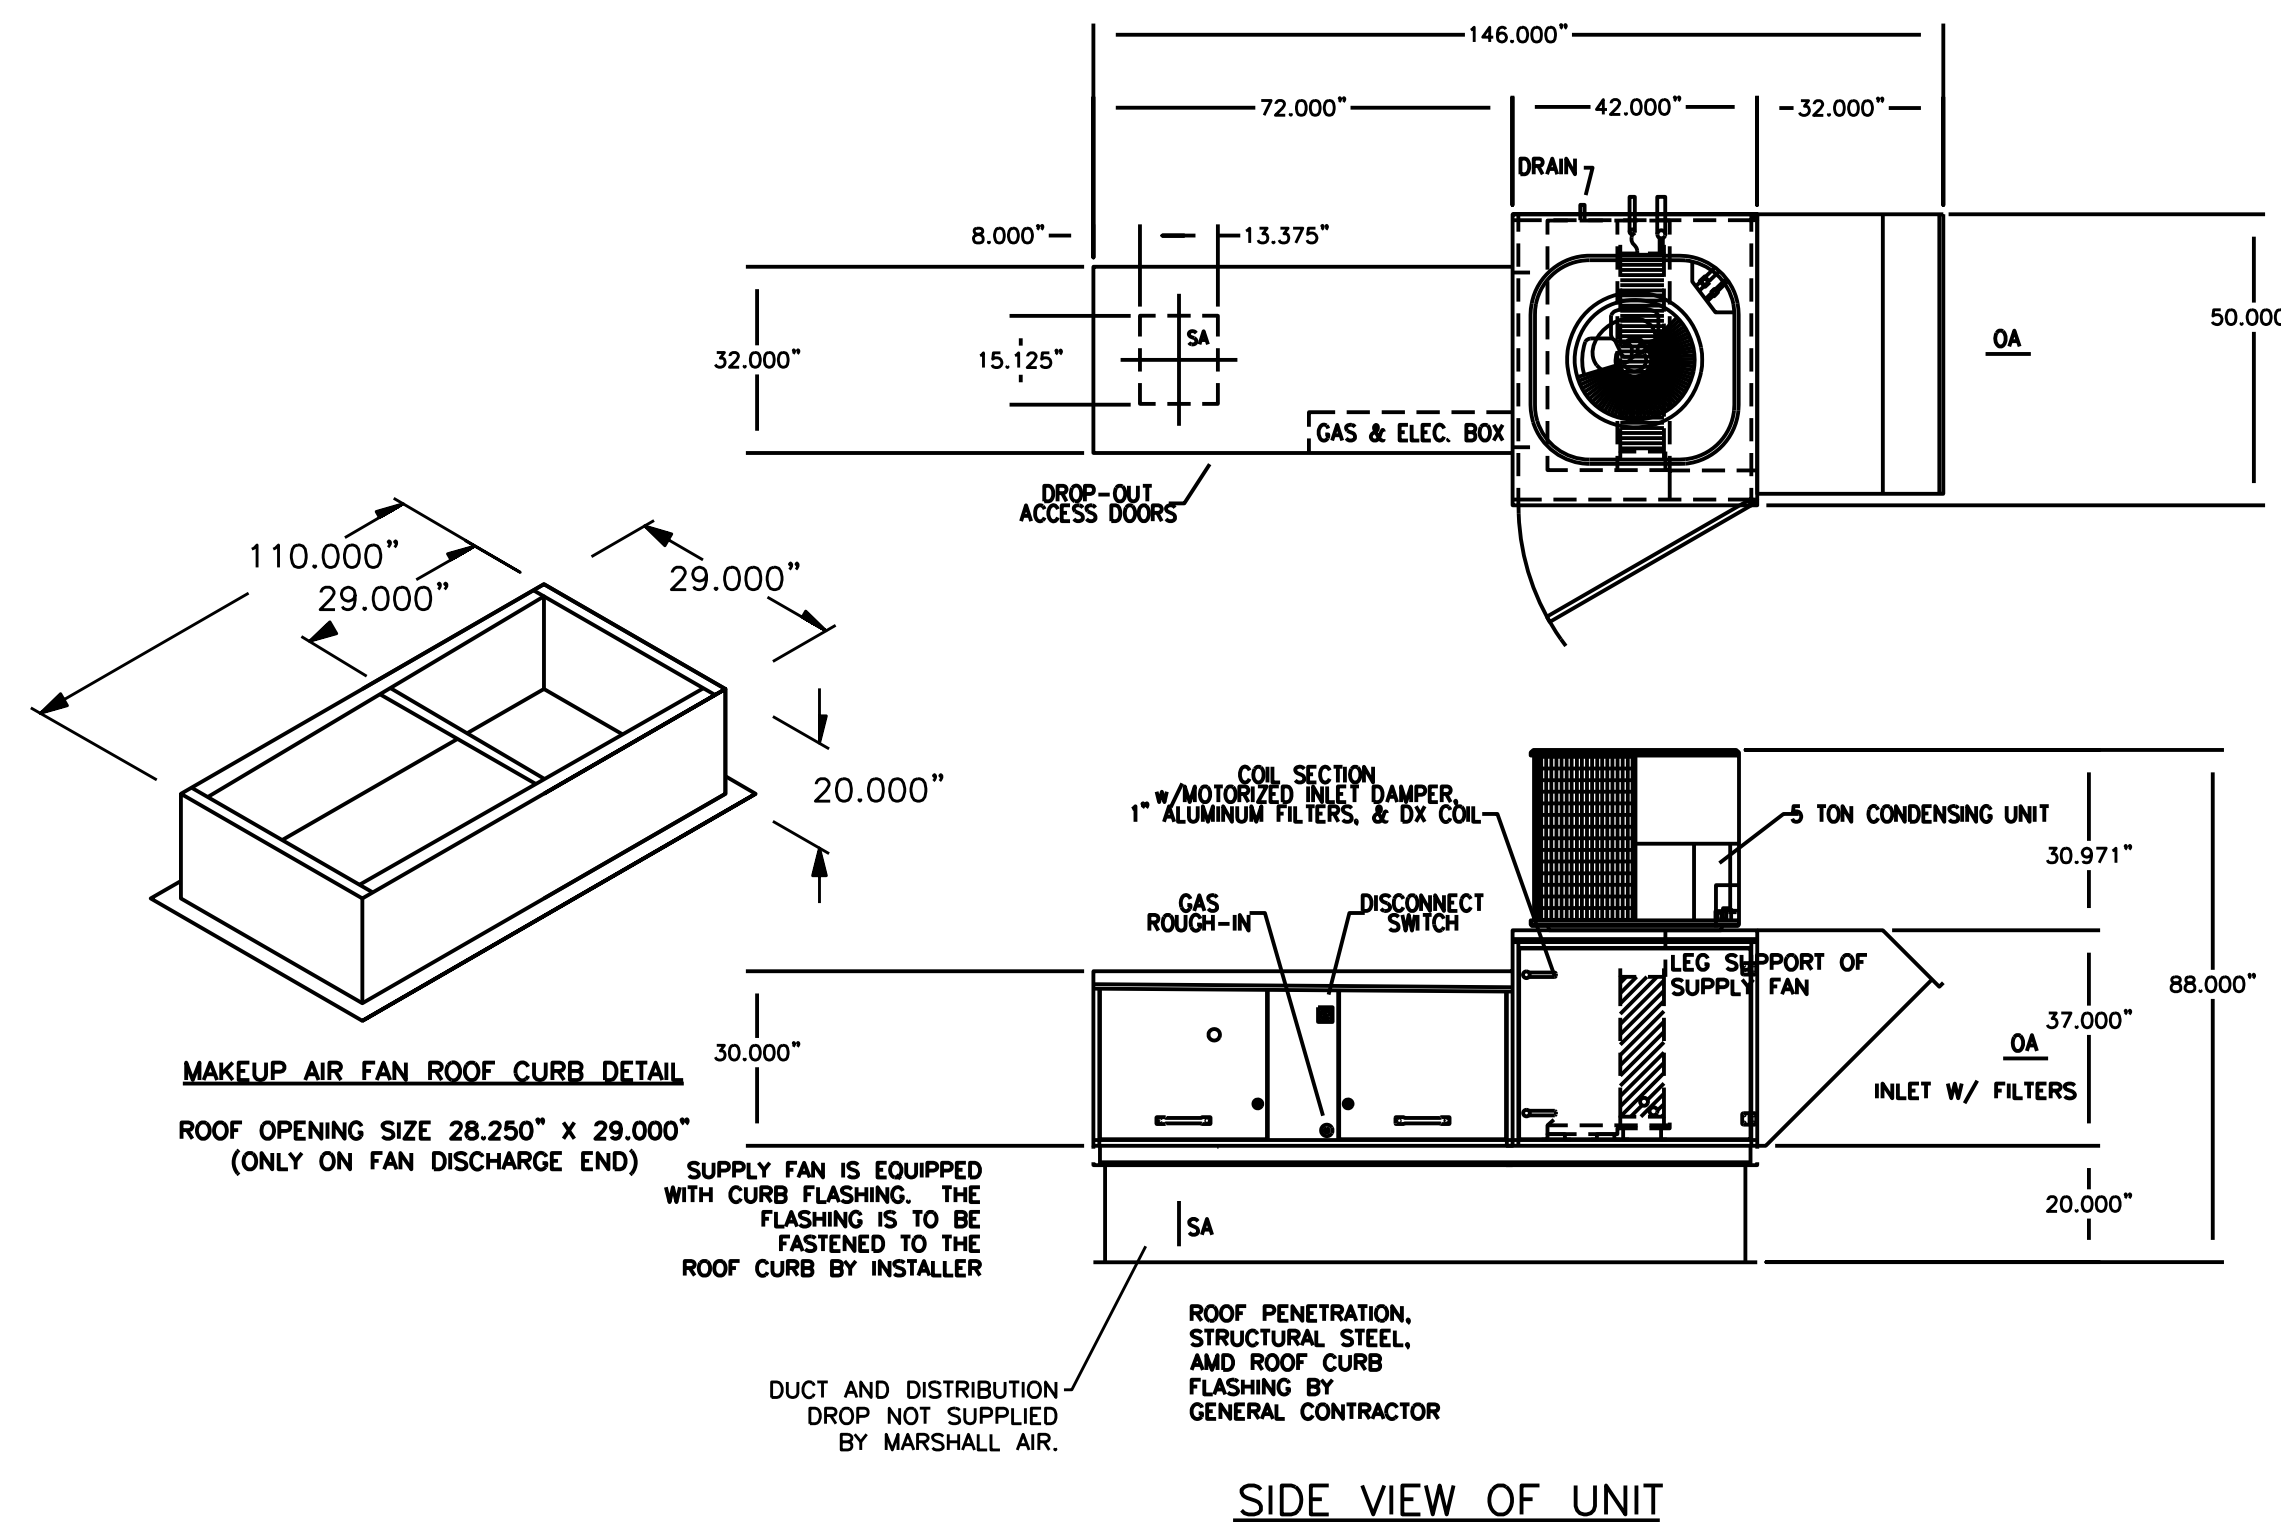 146.000"
72.000"
42.000"
32.000"
DRAIN
8.000"
13.375"
50.000
SA
OA
32.000"
15.125"
GAS & ELEC. BOX
DROP-OUT
ACCESS DOORS
110.000"
29.000"
29.000"
20.000"
MAKEUP AIR FAN ROOF CURB DETAIL
ROOF OPENING SIZE 28.250" X 29.000"
(ONLY ON FAN DISCHARGE END)
COIL SECTION
w/MOTORIZED INLET DAMPER,
1" ALUMINUM FILTERS, & DX COIL
5 TON CONDENSING UNIT
30.971"
GAS
ROUGH-IN
DISCONNECT
SWITCH
LEG SUPPORT OF
SUPPLY FAN
88.000"
37.000"
30.000"
OA
INLET W/ FILTERS
20.000"
SUPPLY FAN IS EQUIPPED
WITH CURB FLASHING. THE
FLASHING IS TO BE
FASTENED TO THE
ROOF CURB BY INSTALLER
SA
ROOF PENETRATION,
STRUCTURAL STEEL,
AMD ROOF CURB
FLASHING BY
GENERAL CONTRACTOR
DUCT AND DISTRIBUTION
DROP NOT SUPPLIED
BY MARSHALL AIR.
SIDE VIEW OF UNIT